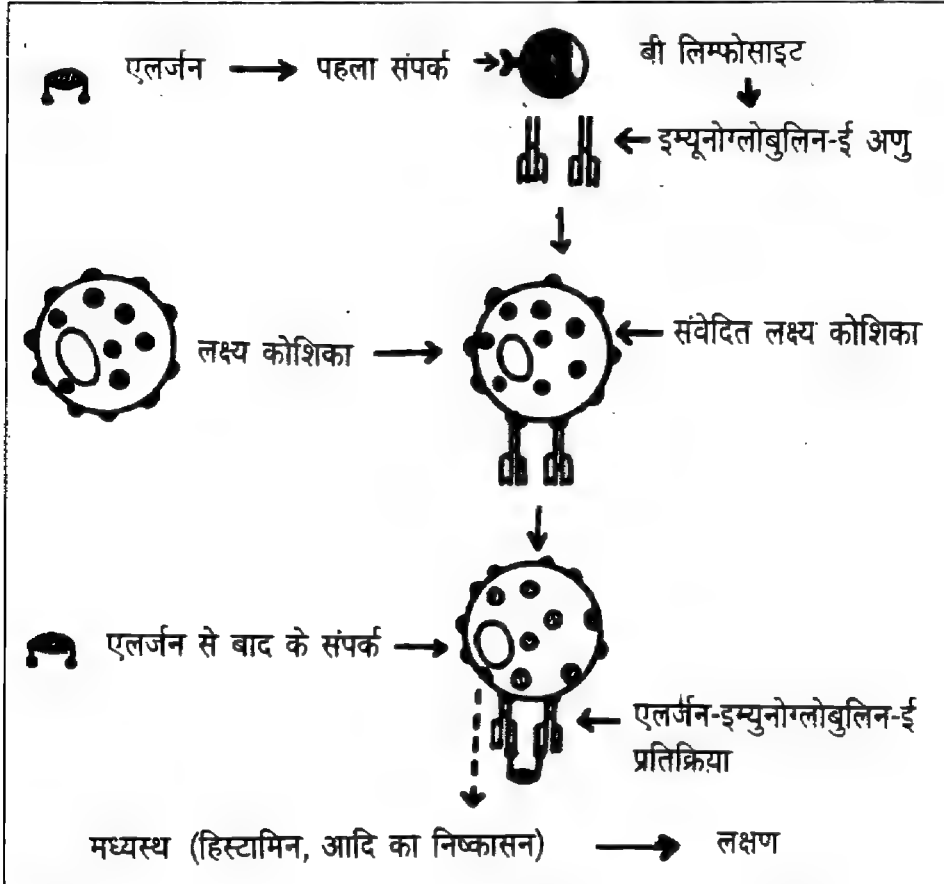 एलर्जन → पहला संपर्क → बी लिम्फोसाइट
← इम्यूनोग्लोबुलिन-ई अणु
लक्ष्य कोशिका → ← संवेदित लक्ष्य कोशिका
एलर्जन से बाद के संपर्क →
← एलर्जन-इम्युनोग्लोबुलिन-ई
प्रतिक्रिया
मध्यस्थ (हिस्टामिन, आदि का निष्कासन) → लक्षण